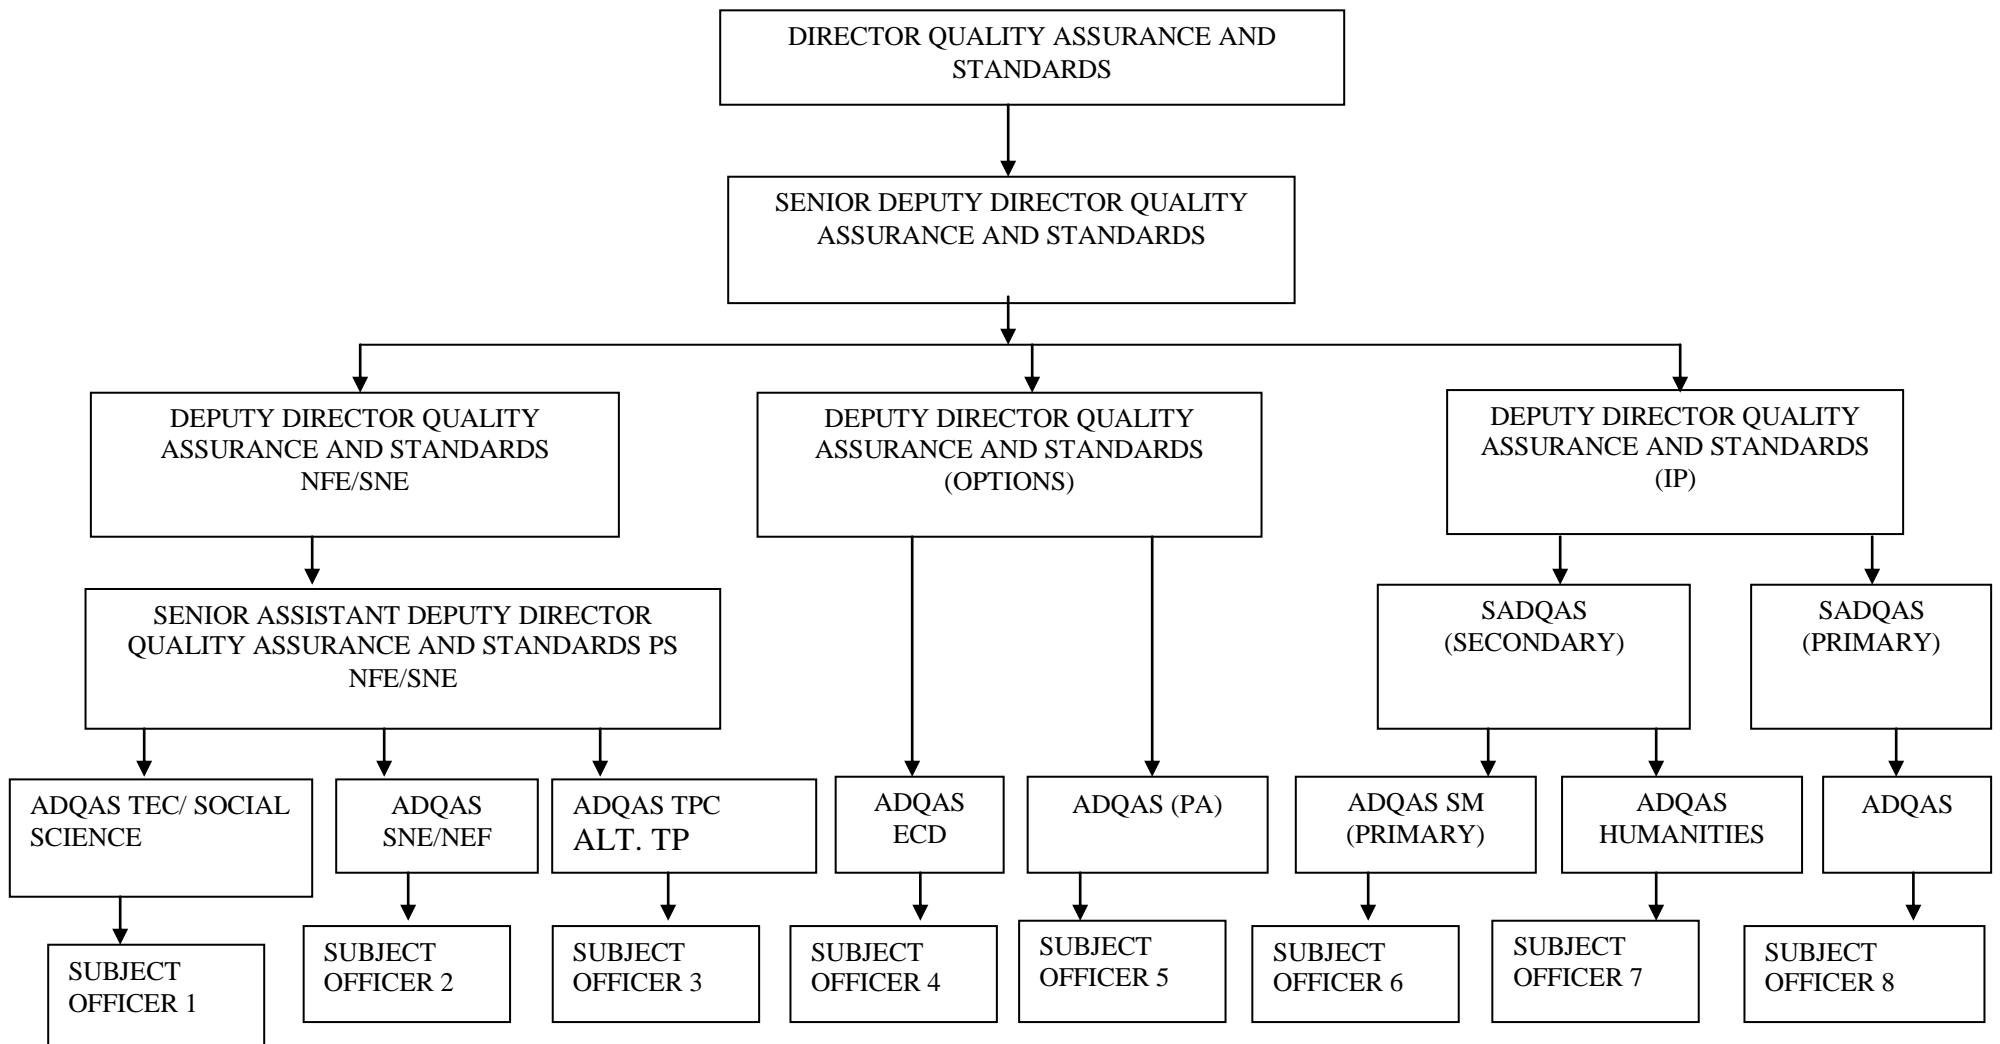 DIRECTOR QUALITY ASSURANCE AND
STANDARDS
SENIOR DEPUTY DIRECTOR QUALITY
ASSURANCE AND STANDARDS
DEPUTY DIRECTOR QUALITY
ASSURANCE AND STANDARDS
NFE/SNE
DEPUTY DIRECTOR QUALITY
ASSURANCE AND STANDARDS
(OPTIONS)
DEPUTY DIRECTOR QUALITY
ASSURANCE AND STANDARDS
(IP)
SENIOR ASSISTANT DEPUTY DIRECTOR
QUALITY ASSURANCE AND STANDARDS PS
NFE/SNE
SADQAS
(SECONDARY)
SADQAS
(PRIMARY)
ADQAS TEC/ SOCIAL
SCIENCE
ADQAS
SNE/NEF
ADQAS TPC
ALT. TP
ADQAS
ECD
ADQAS (PA)
ADQAS SM
(PRIMARY)
ADQAS
HUMANITIES
ADQAS
SUBJECT
OFFICER 1
SUBJECT
OFFICER 2
SUBJECT
OFFICER 3
SUBJECT
OFFICER 4
SUBJECT
OFFICER 5
SUBJECT
OFFICER 6
SUBJECT
OFFICER 7
SUBJECT
OFFICER 8